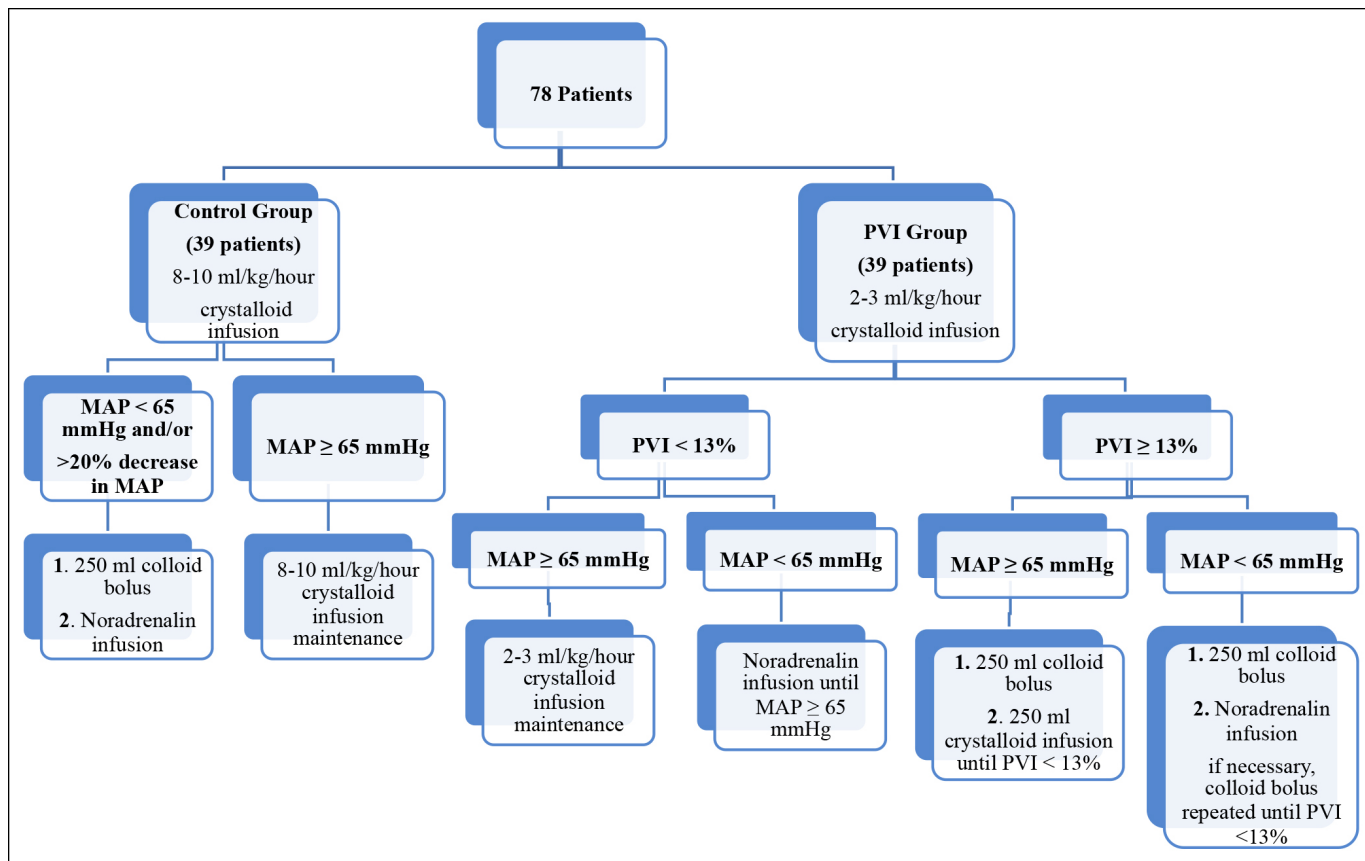 78 Patients
Control Group
(39 patients)
8-10 ml/kg/hour
crystalloid
infusion
PVI Group
(39 patients)
2-3 ml/kg/hour
crystalloid infusion
MAP < 65
mmHg and/or
>20% decrease
in MAP
MAP ≥ 65 mmHg
PVI < 13%
PVI ≥ 13%
1. 250 ml colloid
bolus
2. Noradrenalin
infusion
8-10 ml/kg/hour
crystalloid
infusion
maintenance
MAP ≥ 65 mmHg
MAP < 65 mmHg
MAP ≥ 65 mmHg
MAP < 65 mmHg
2-3 ml/kg/hour
crystalloid
infusion
maintenance
Noradrenalin
infusion until
MAP ≥ 65
mmHg
1. 250 ml colloid
bolus
2. 250 ml
crystalloid infusion
until PVI < 13%
1. 250 ml colloid
bolus
2. Noradrenalin
infusion
if necessary,
colloid bolus
repeated until PVI
<13%